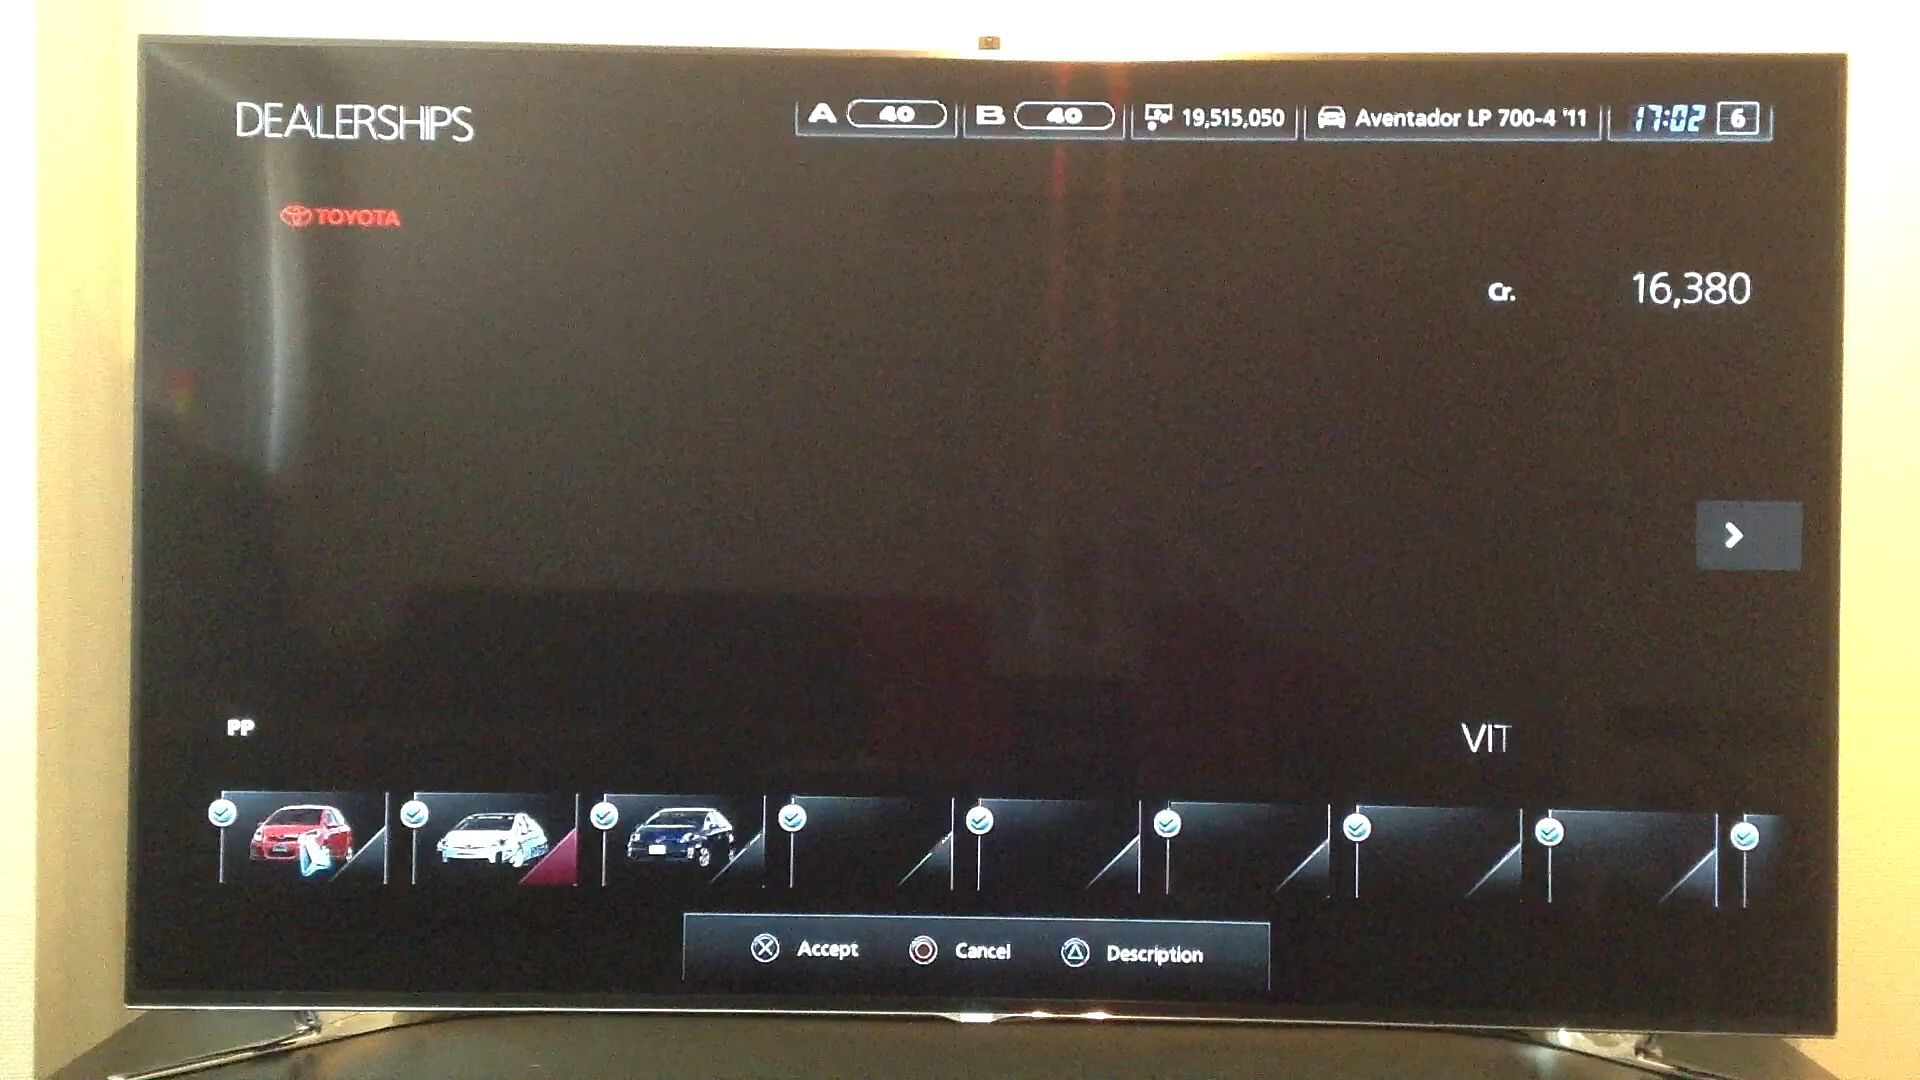 DEALERSHIPS
A 40 B 40 19,515,050 Aventador LP 700-4 '11 17:02 6
TOYOTA
Cr. 16,380
PP
VIT
Accept Cancel Description